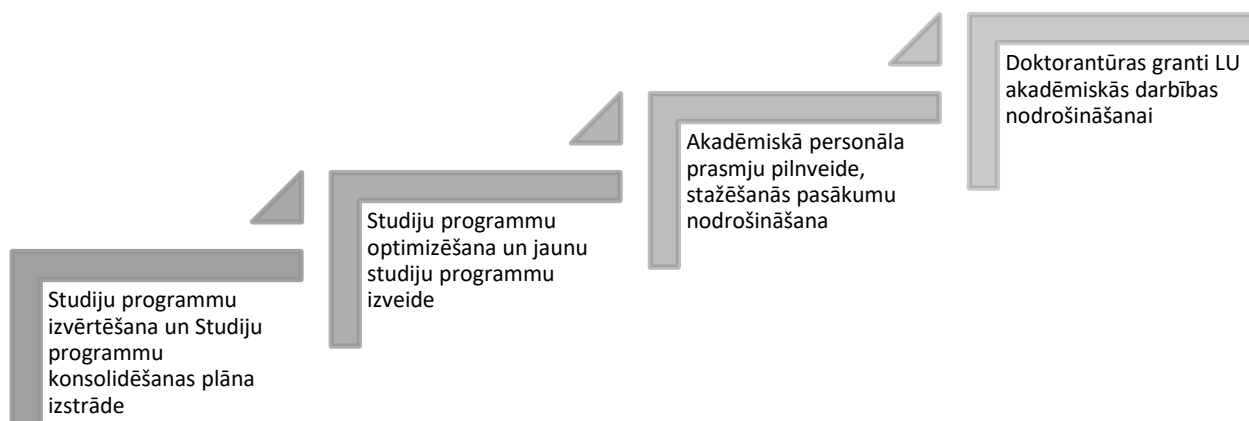 Studiju programmu
izvērtēšana un Studiju
programmu
konsolidēšanas plāna
izstrāde
Studiju programmu
optimizēšana un jaunu
studiju programmu
izveide
Akadēmiskā personāla
prasmju pilnveide,
stažēšanās pasākumu
nodrošināšana
Doktorantūras granti LU
akadēmiskās darbības
nodrošināšanai